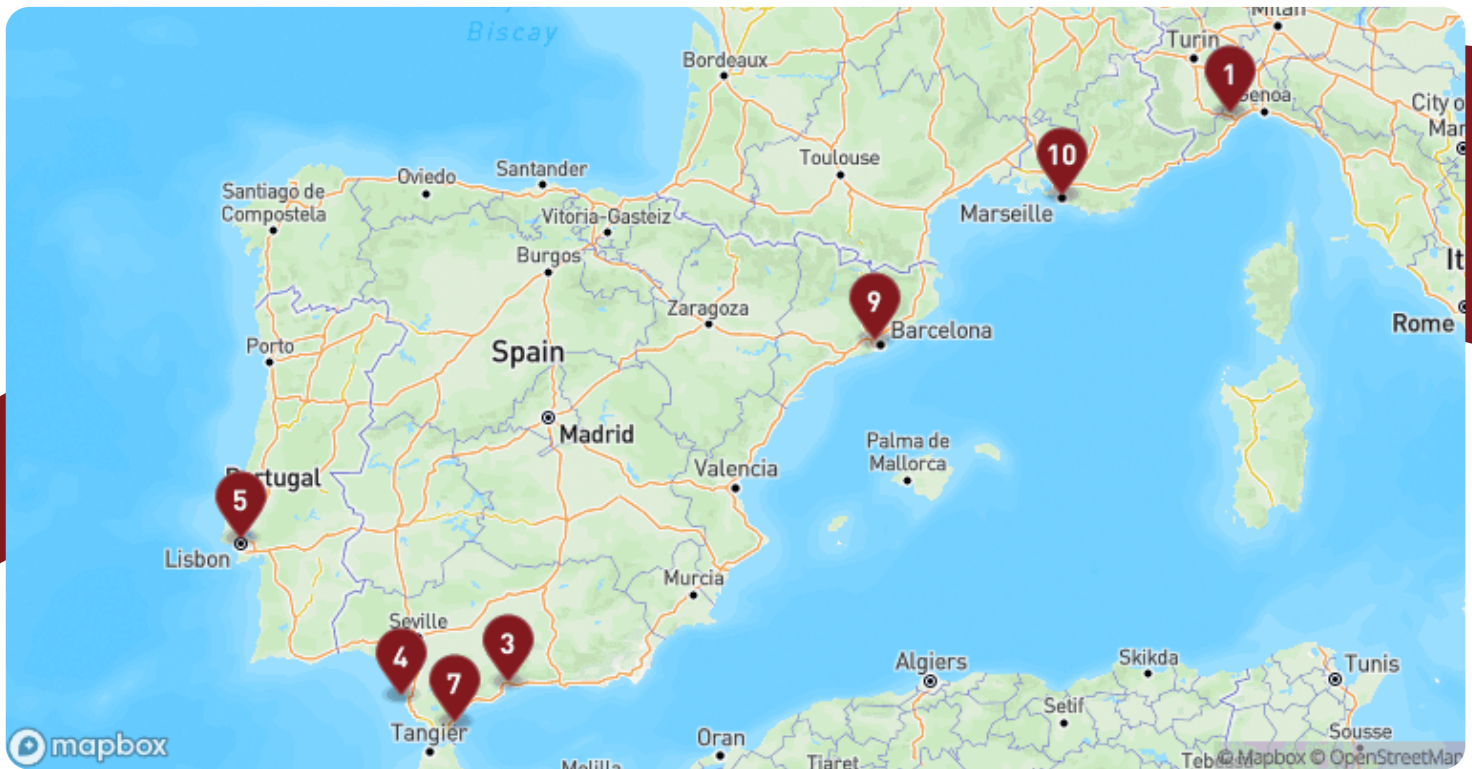 Biscay
Milan
Turin
1
Bordeaux
Genoa
City o
Mar
10
Toulouse
Santander
Oviedo
Santiago de
Compostela
Marseille
Vitoria-Gasteiz
Burgos
It
9
Zaragoza
Barcelona
Rome
Porto
Spain
Madrid
Palma de
Mallorca
Valencia
Portugal
5
Lisbon
Murcia
Seville
3
4
7
Algiers
Skikda
Tunis
Setif
Tangier
Oran
Sousse
mapbox
Melilla
Tiaret
Tebessa
© Mapbox © OpenStreetMap